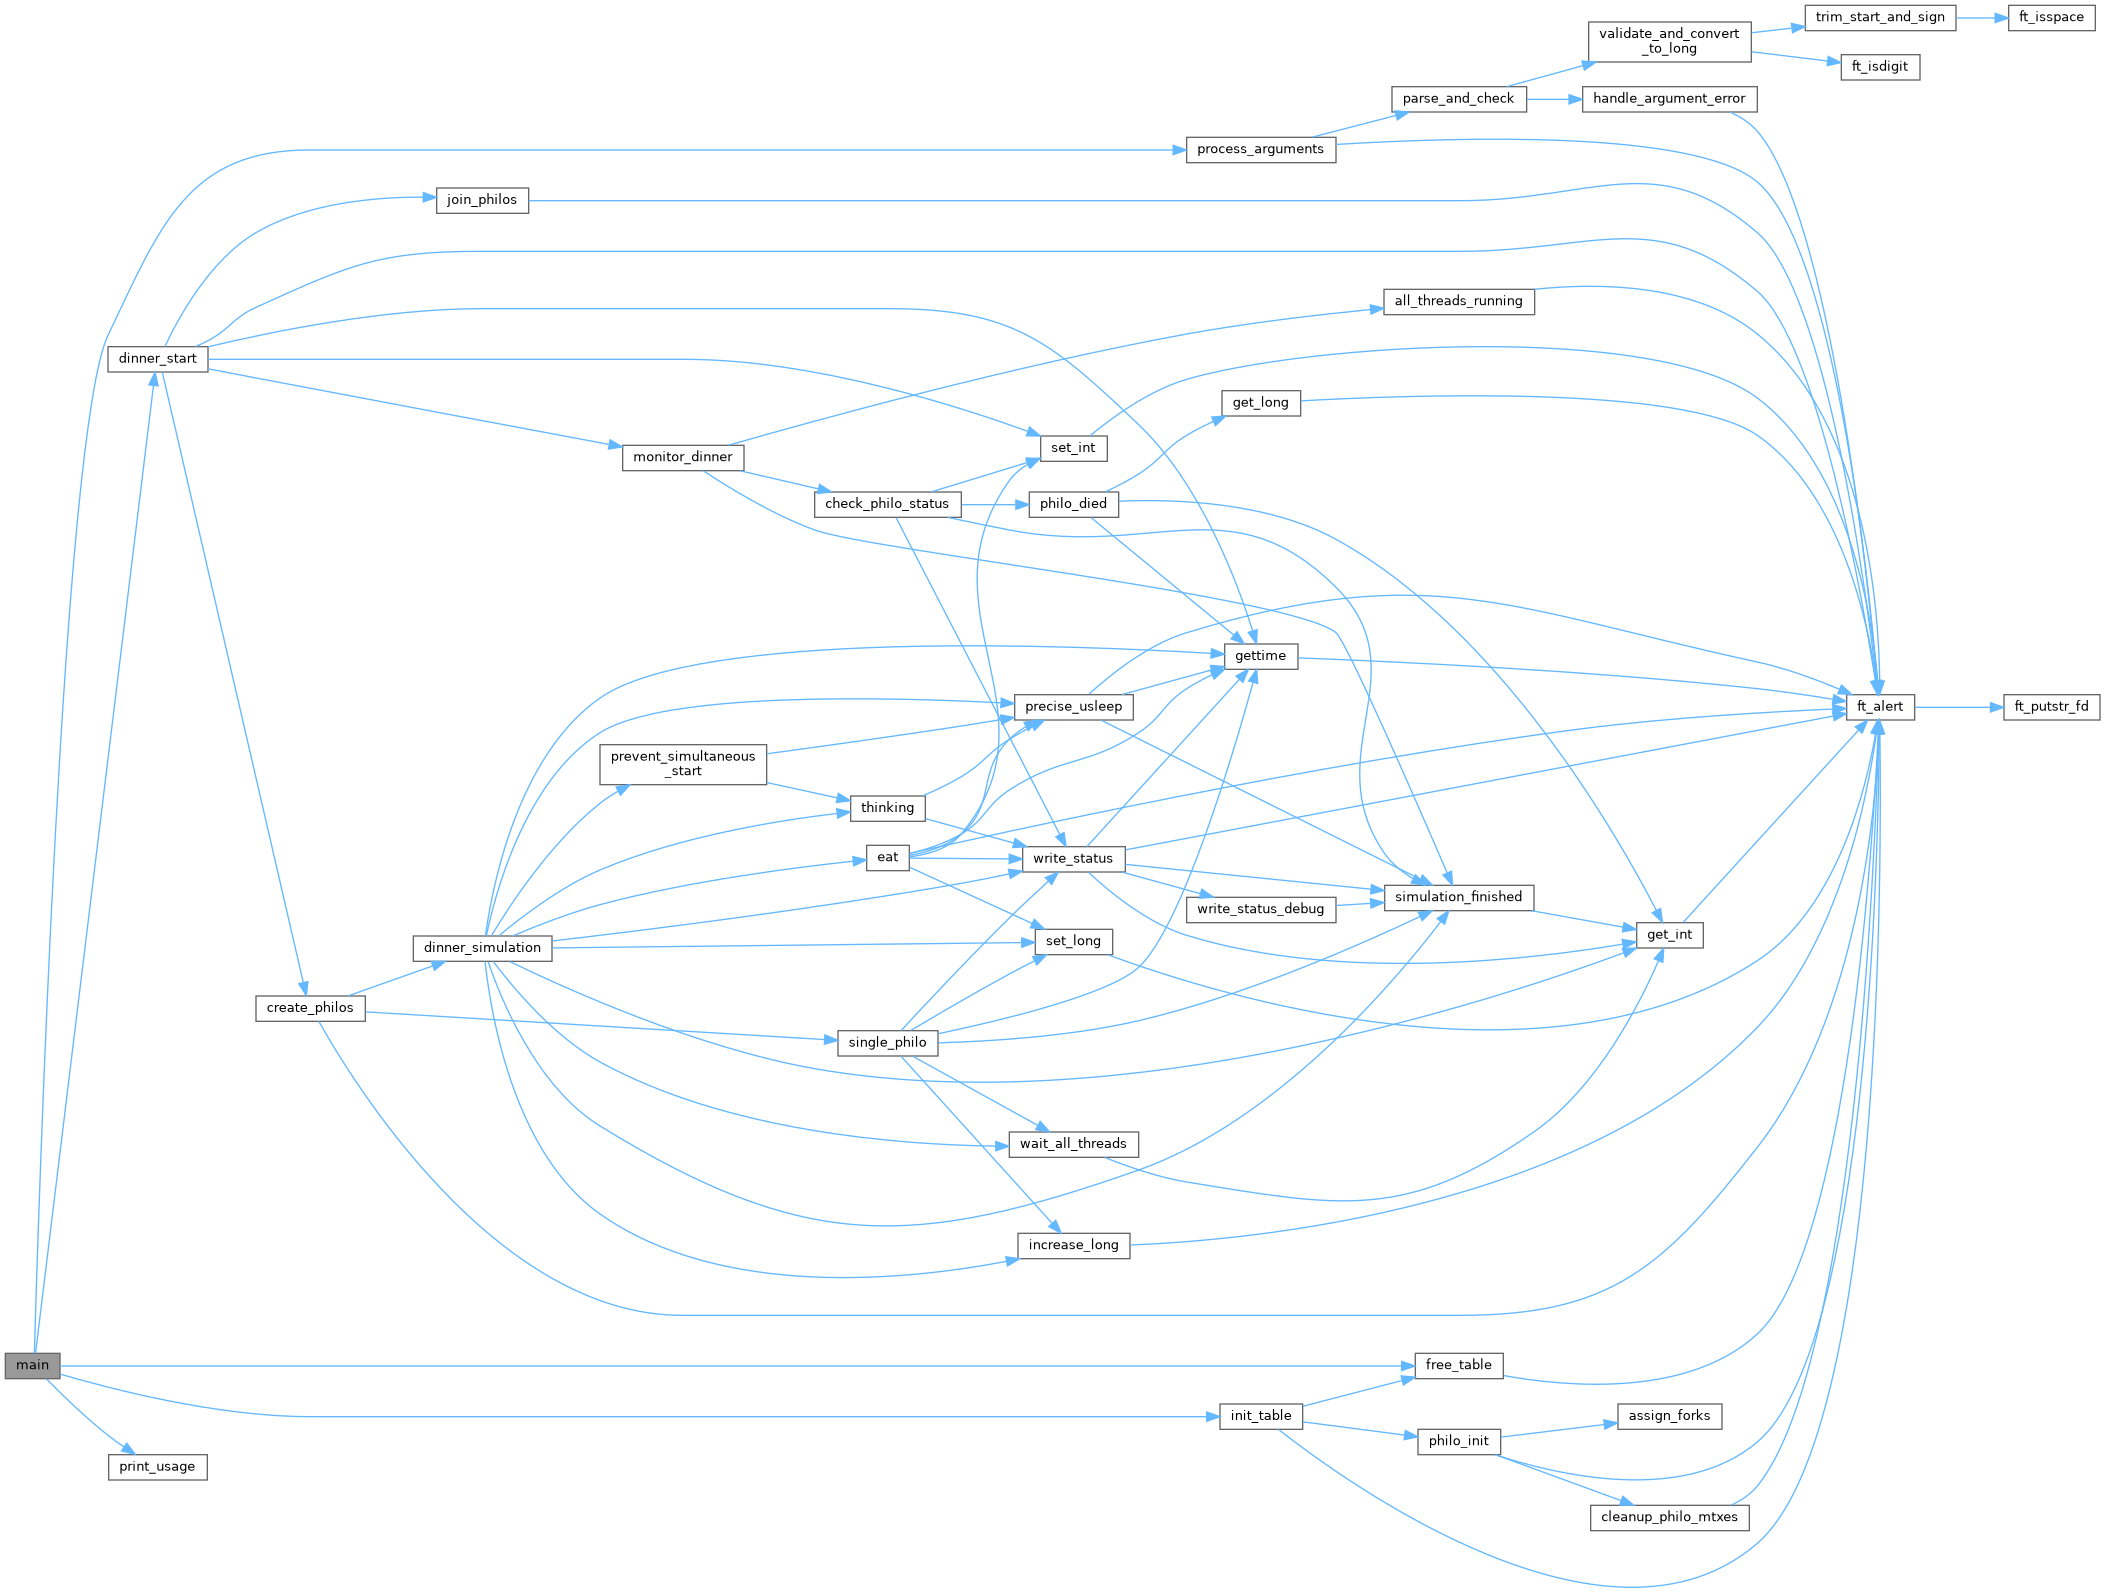 trim_start_and_sign
ft_isspace
validate_and_convert
_to_long
ft_isdigit
parse_and_check
handle_argument_error
process_arguments
join_philos
all_threads_running
dinner_start
get_long
set_int
monitor_dinner
check_philo_status
philo_died
gettime
precise_usleep
ft_alert
ft_putstr_fd
prevent_simultaneous
_start
thinking
eat
write_status
simulation_finished
write_status_debug
get_int
dinner_simulation
set_long
create_philos
single_philo
wait_all_threads
increase_long
main
free_table
init_table
assign_forks
philo_init
print_usage
cleanup_philo_mtxes